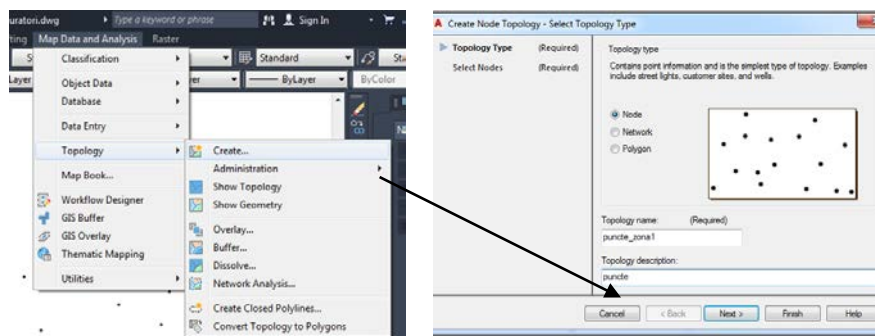 uratori.dwg
Type a keyword or phrase
Sign In
ting Map Data and Analysis Raster
S
Standard
Sta
Layer
yer
ByLayer
ByColor
Classification
Object Data
Database
Data Entry
Topology
Map Book...
Workflow Designer
GIS Buffer
GIS Overlay
Thematic Mapping
Utilities
Create...
Administration
Show Topology
Show Geometry
Overlay...
Buffer...
Dissolve...
Network Analysis...
Create Closed Polylines...
Convert Topology to Polygons
A Create Node Topology - Select Topology Type
Topology Type (Required)
Select Nodes (Required)
Topology type
Contains point information and is the simplest type of topology. Examples
include street lights, customer sites, and wells.
Node
Network
Polygon
Topology name: (Required)
puncte_zona1
Topology description:
puncte
Cancel < Back Next > Finish Help